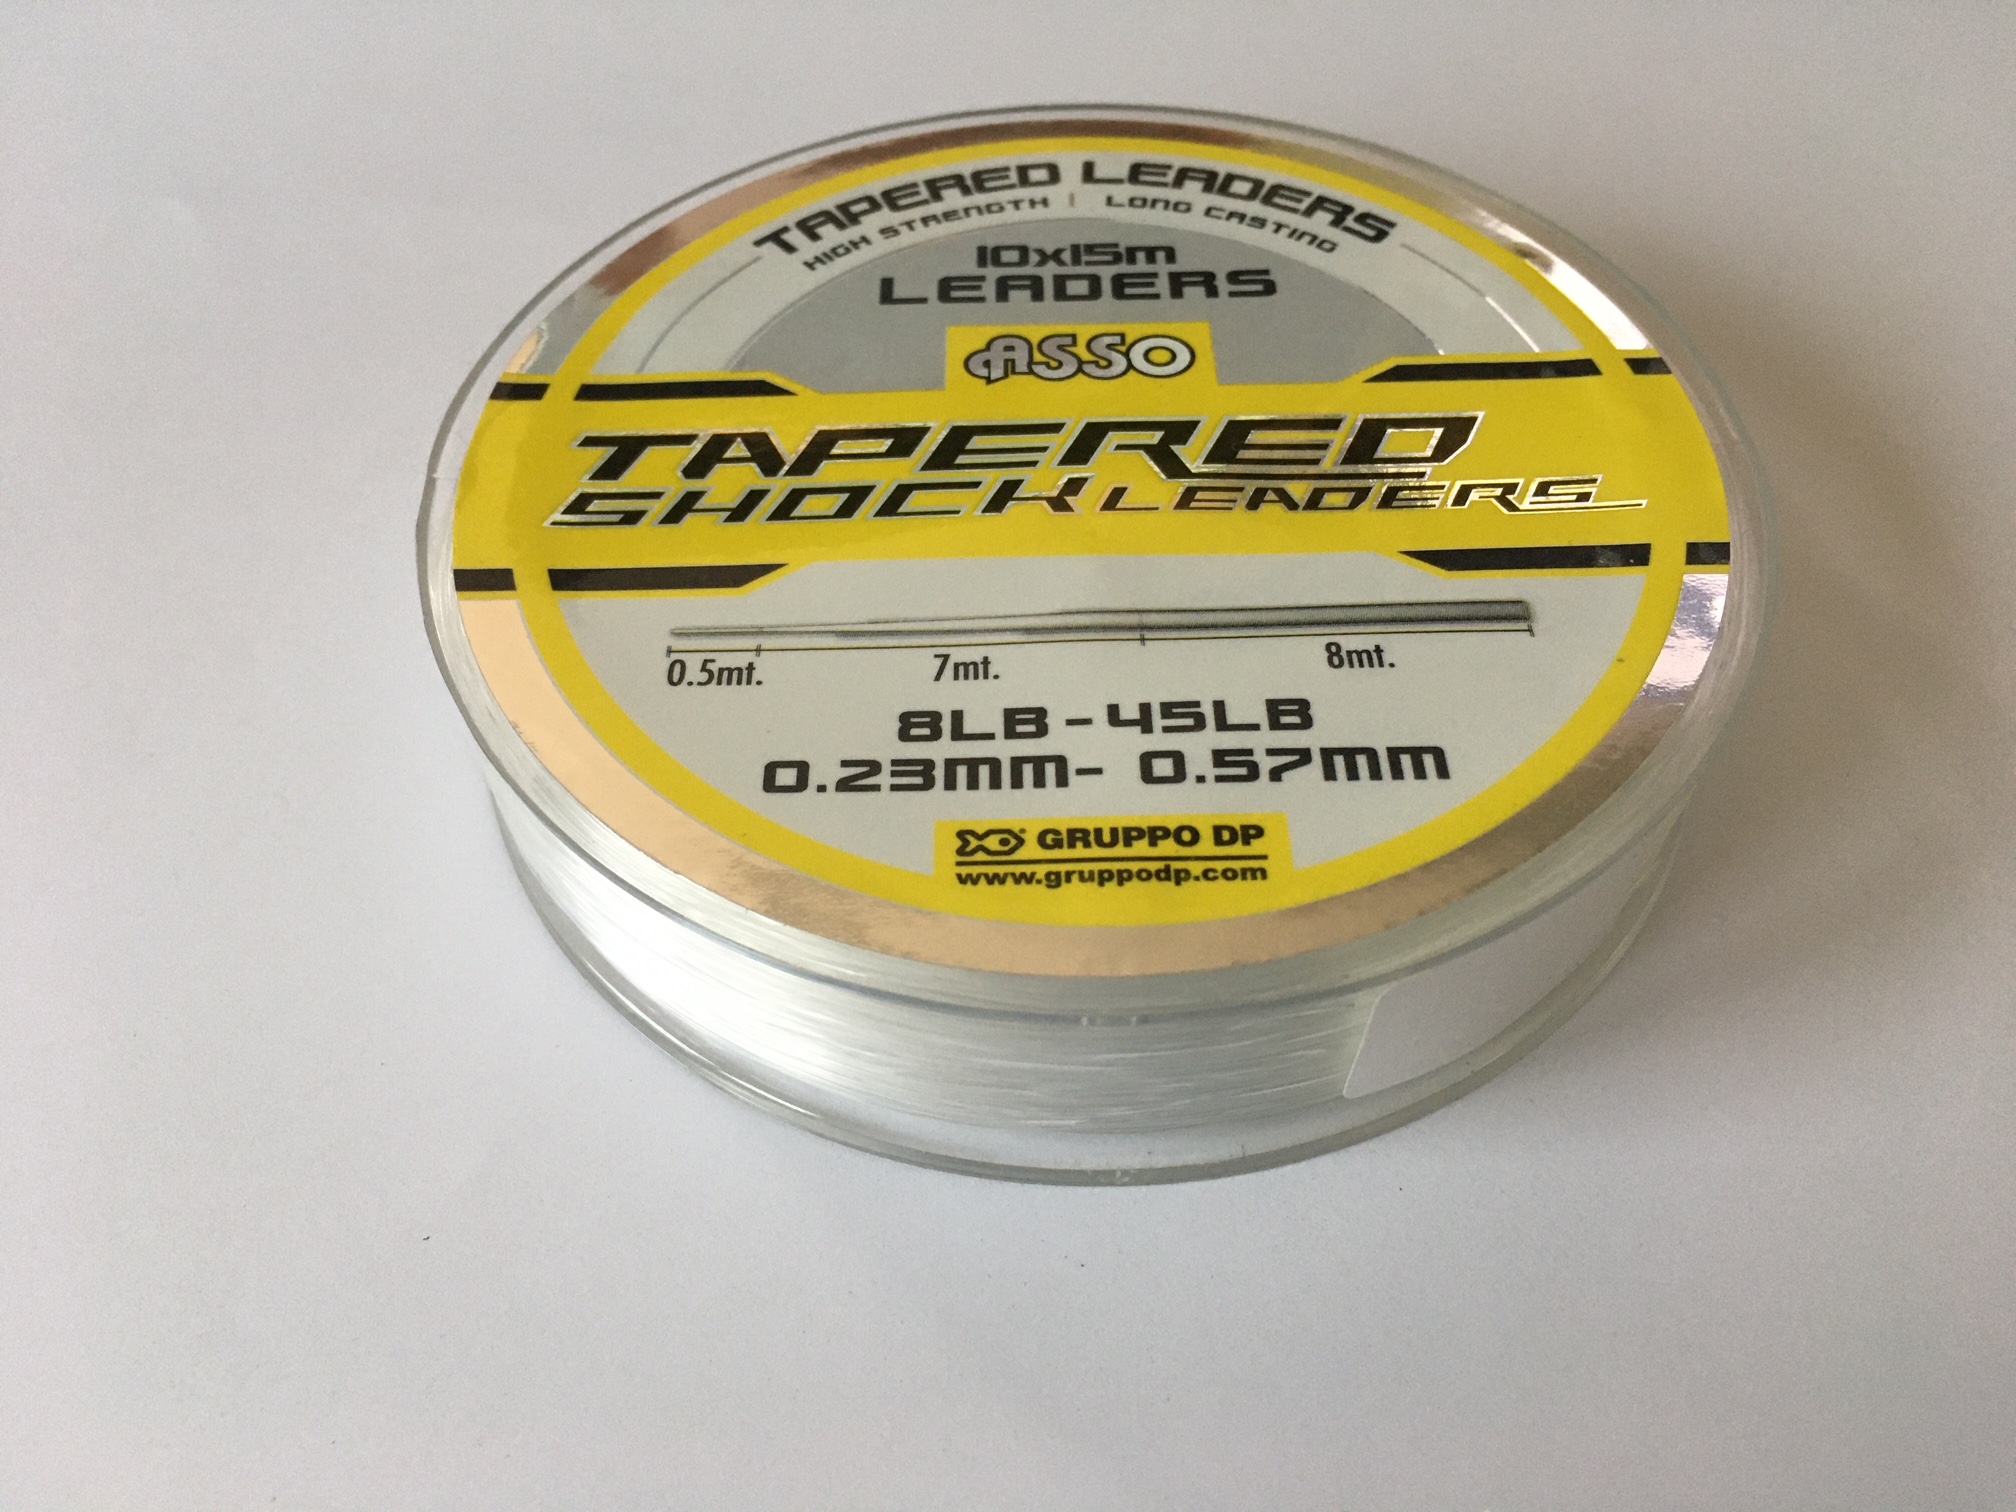 TAPERED LEADERS
HIGH STRENGTH | LONG CASTING
10x15m
LEADERS
ASSO
TAPERED
SHOCK LEADERS
0.5mt. 7mt. 8mt.
8LB - 45LB
0.23mm - 0.57mm
GRUPPO DP
www.gruppodp.com